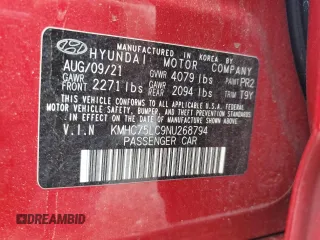 MANUFACTURED IN KOREA BY
HYUNDAI MOTOR COMPANY
AUG/09/21 GVWR 4079 lbs PAINT PR2
GAWR FRONT 2271 lbs GAWR REAR 2094 lbs TRIM T9Y
THIS VEHICLE CONFORMS TO ALL APPLICABLE FEDERAL
MOTOR VEHICLE SAFETY, BUMPER, AND THEFT PREVENTION
STANDARDS IN EFFECT ON THE DATE OF MANUFACTURE
SHOWN ABOVE.
V.I.N KMHC75LC9NU268794
PASSENGER CAR
DREAMBID